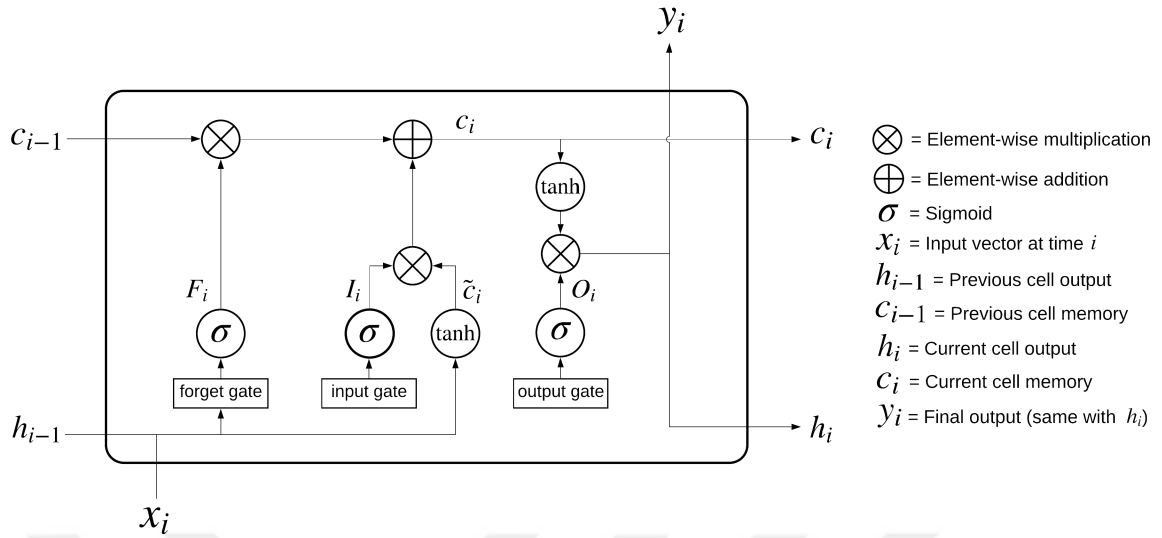 y_i
c_{i−1}
c_i
c_i
tanh
F_i
I_i
c̃_i
O_i
σ
σ
tanh
σ
forget gate
input gate
output gate
h_{i−1}
h_i
x_i
⊗ = Element-wise multiplication
⊕ = Element-wise addition
σ = Sigmoid
x_i = Input vector at time i
h_{i−1} = Previous cell output
c_{i−1} = Previous cell memory
h_i = Current cell output
c_i = Current cell memory
y_i = Final output (same with h_i)